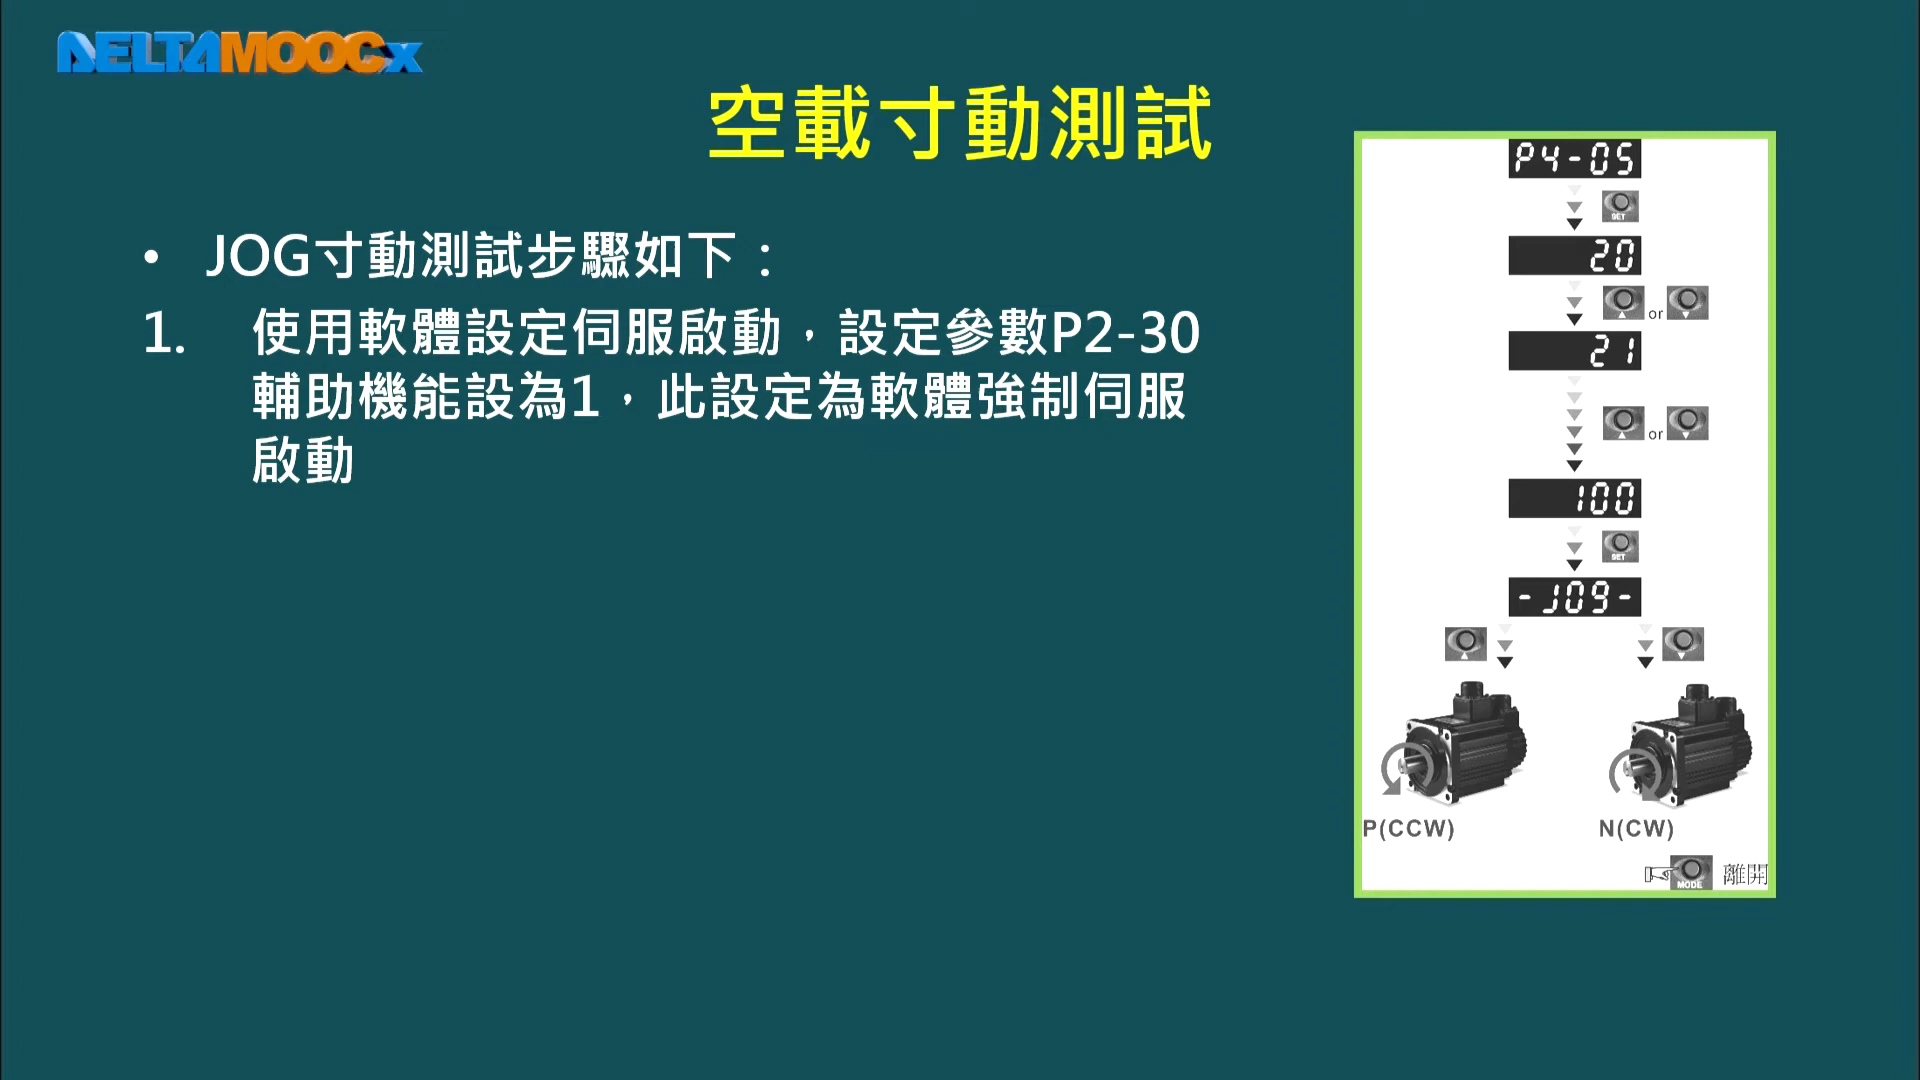 DELTAMOOCx
空載寸動測試
• JOG寸動測試步驟如下：
1. 使用軟體設定伺服啟動，設定參數P2-30
輔助機能設為1，此設定為軟體強制伺服
啟動
P4-05
SET
20
or
21
or
100
SET
-J09-
P(CCW)
N(CW)
MODE 離開